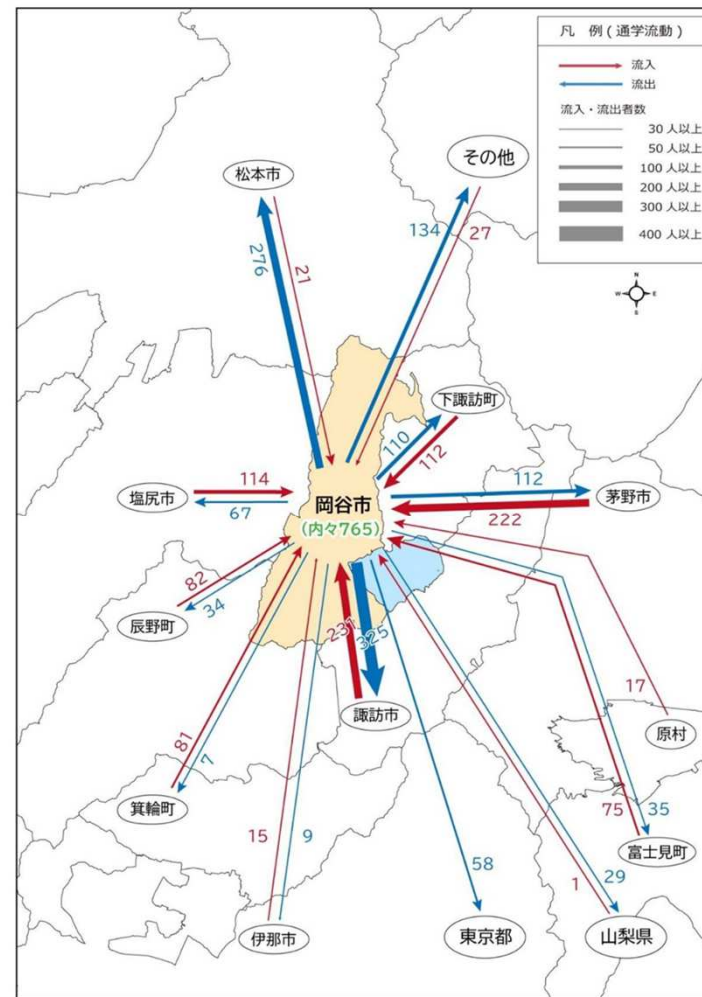 凡 例 ( 通学流動 )
流入
流出
流入・流出者数
30 人以上
50 人以上
100 人以上
200 人以上
300 人以上
400 人以上
N
W E
S
松本市
その他
276
21
134
27
下諏訪町
110
112
塩尻市
114
67
岡谷市
(内々765)
112
222
茅野市
82
34
辰野町
231
325
諏訪市
17
原村
81
7
箕輪町
75
35
富士見町
15
9
58
1
29
伊那市
東京都
山梨県